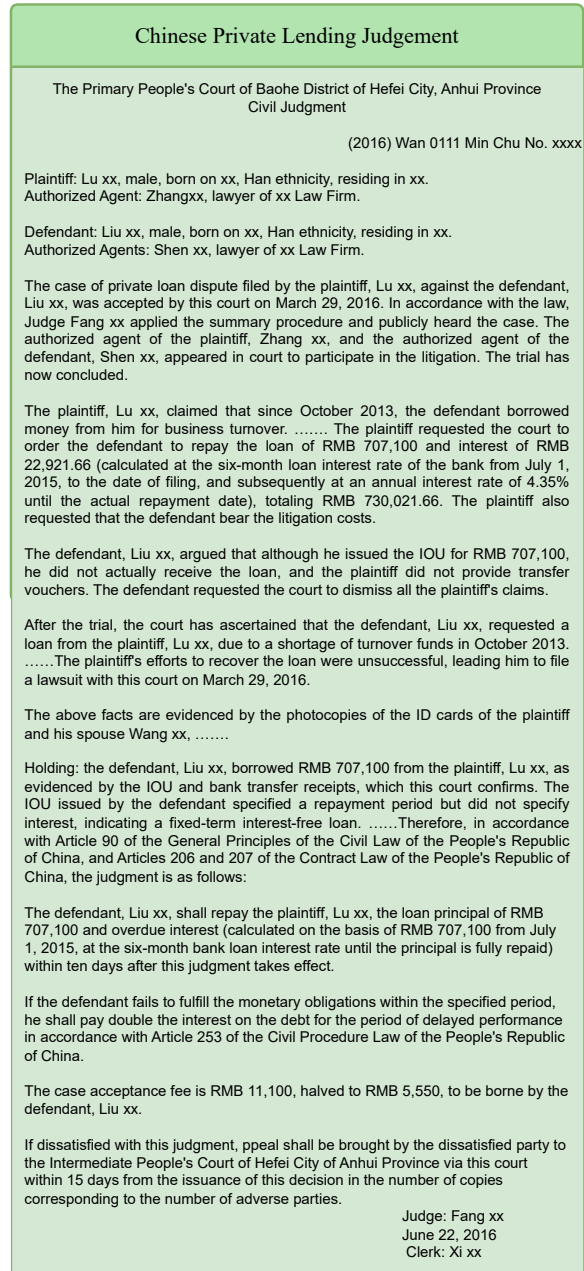 Chinese Private Lending Judgement
The Primary People's Court of Baohe District of Hefei City, Anhui Province
Civil Judgment
(2016) Wan 0111 Min Chu No. xxxx
Plaintiff: Lu xx, male, born on xx, Han ethnicity, residing in xx.
Authorized Agent: Zhangxx, lawyer of xx Law Firm.
Defendant: Liu xx, male, born on xx, Han ethnicity, residing in xx.
Authorized Agents: Shen xx, lawyer of xx Law Firm.
The case of private loan dispute filed by the plaintiff, Lu xx, against the defendant,
Liu xx, was accepted by this court on March 29, 2016. In accordance with the law,
Judge Fang xx applied the summary procedure and publicly heard the case. The
authorized agent of the plaintiff, Zhang xx, and the authorized agent of the
defendant, Shen xx, appeared in court to participate in the litigation. The trial has
now concluded.
The plaintiff, Lu xx, claimed that since October 2013, the defendant borrowed
money from him for business turnover. ……. The plaintiff requested the court to
order the defendant to repay the loan of RMB 707,100 and interest of RMB
22,921.66 (calculated at the six-month loan interest rate of the bank from July 1,
2015, to the date of filing, and subsequently at an annual interest rate of 4.35%
until the actual repayment date), totaling RMB 730,021.66. The plaintiff also
requested that the defendant bear the litigation costs.
The defendant, Liu xx, argued that although he issued the IOU for RMB 707,100,
he did not actually receive the loan, and the plaintiff did not provide transfer
vouchers. The defendant requested the court to dismiss all the plaintiff's claims.
After the trial, the court has ascertained that the defendant, Liu xx, requested a
loan from the plaintiff, Lu xx, due to a shortage of turnover funds in October 2013.
……The plaintiff's efforts to recover the loan were unsuccessful, leading him to file
a lawsuit with this court on March 29, 2016.
The above facts are evidenced by the photocopies of the ID cards of the plaintiff
and his spouse Wang xx, …….
Holding: the defendant, Liu xx, borrowed RMB 707,100 from the plaintiff, Lu xx, as
evidenced by the IOU and bank transfer receipts, which this court confirms. The
IOU issued by the defendant specified a repayment period but did not specify
interest, indicating a fixed-term interest-free loan. ……Therefore, in accordance
with Article 90 of the General Principles of the Civil Law of the People's Republic
of China, and Articles 206 and 207 of the Contract Law of the People's Republic of
China, the judgment is as follows:
The defendant, Liu xx, shall repay the plaintiff, Lu xx, the loan principal of RMB
707,100 and overdue interest (calculated on the basis of RMB 707,100 from July
1, 2015, at the six-month bank loan interest rate until the principal is fully repaid)
within ten days after this judgment takes effect.
If the defendant fails to fulfill the monetary obligations within the specified period,
he shall pay double the interest on the debt for the period of delayed performance
in accordance with Article 253 of the Civil Procedure Law of the People's Republic
of China.
The case acceptance fee is RMB 11,100, halved to RMB 5,550, to be borne by the
defendant, Liu xx.
If dissatisfied with this judgment, ppeal shall be brought by the dissatisfied party to
the Intermediate People's Court of Hefei City of Anhui Province via this court
within 15 days from the issuance of this decision in the number of copies
corresponding to the number of adverse parties.
Judge: Fang xx
June 22, 2016
Clerk: Xi xx